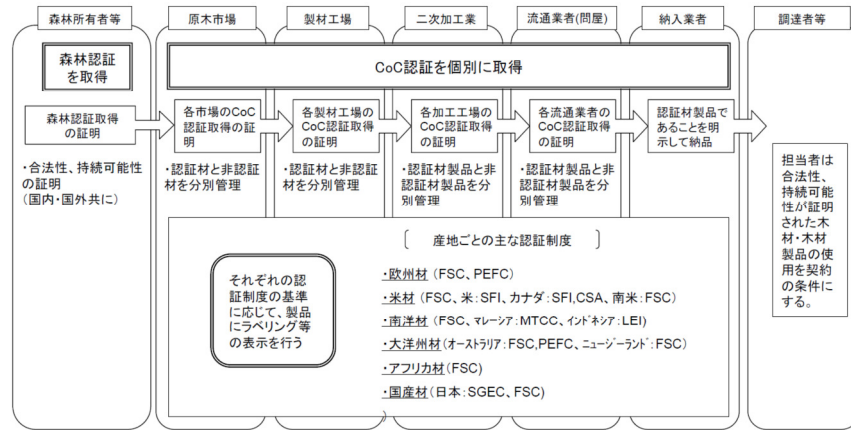 森林所有者等
原木市場
製材工場
二次加工業
流通業者(問屋)
納入業者
調達者等
森林認証
を取得
CoC認証を個別に取得
森林認証取得
の証明
各市場のCoC
認証取得の証
明
各製材工場の
CoC認証取得
の証明
各加工工場の
CoC認証取得
の証明
各流通業者の
CoC認証取得
の証明
認証材製品で
あることを明
示して納品
・合法性、持続可能性
の証明
(国内・国外共に)
・認証材と非認証
材を分別管理
・認証材と非認証
材を分別管理
・認証材製品と非
認証材製品を分
別管理
・認証材製品と非
認証材製品を分
別管理
担当者は
合法性、
持続可能
性が証明
された木
材・木材
製品の使
用を契約
の条件に
する。
〔 産地ごとの主な認証制度 〕
それぞれの認
証制度の基準
に応じて、製品
にラベリング等
の表示を行う
・欧州材 (FSC、PEFC)
・米材 (FSC、米:SFI、カナダ:SFI,CSA、南米:FSC)
・南洋材 (FSC、マレーシア:MTCC、インドネシア:LEI)
・大洋州材(オーストラリア:FSC,PEFC、ニュージーランド:FSC)
・アフリカ材(FSC)
・国産材(日本:SGEC、FSC)
)